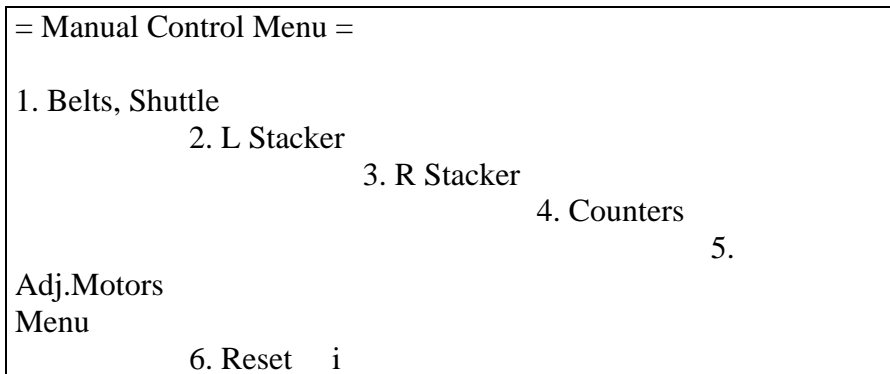 = Manual Control Menu =
1. Belts, Shuttle
2. L Stacker
3. R Stacker
4. Counters
5.
Adj.Motors
Menu
6. Reset i